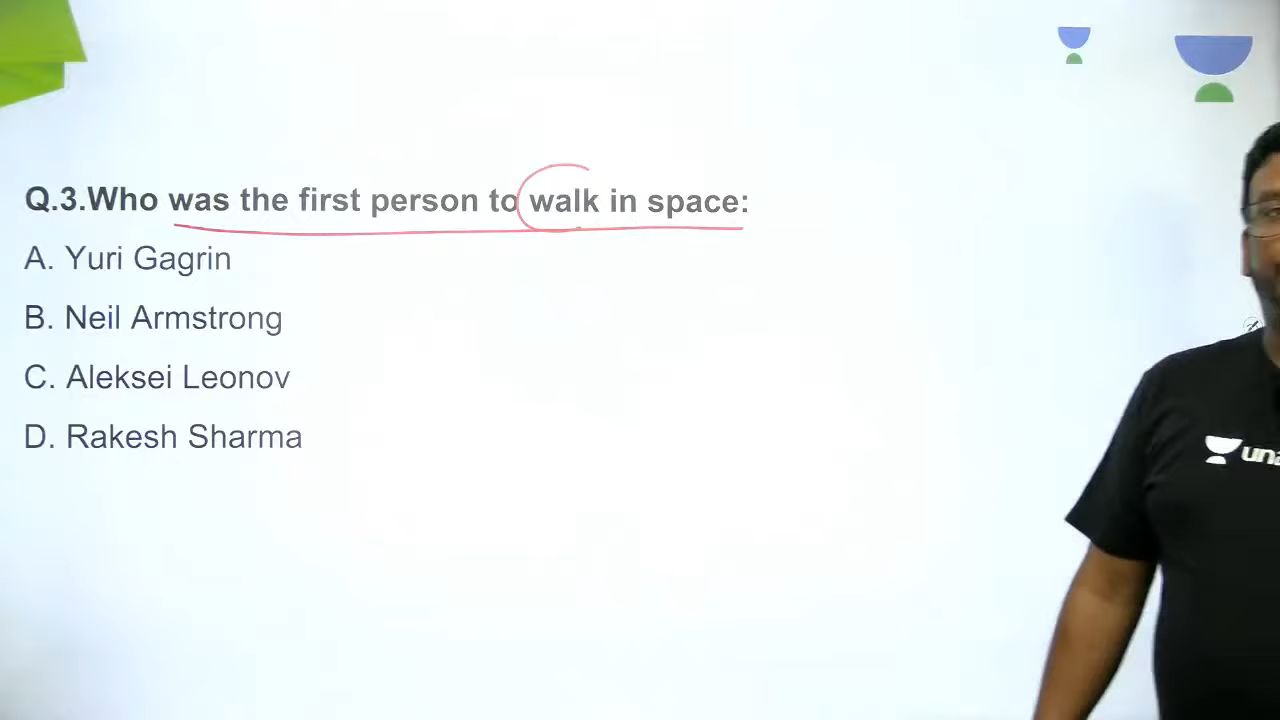 Q.3.Who was the first person to walk in space:
A. Yuri Gagrin
B. Neil Armstrong
C. Aleksei Leonov
D. Rakesh Sharma